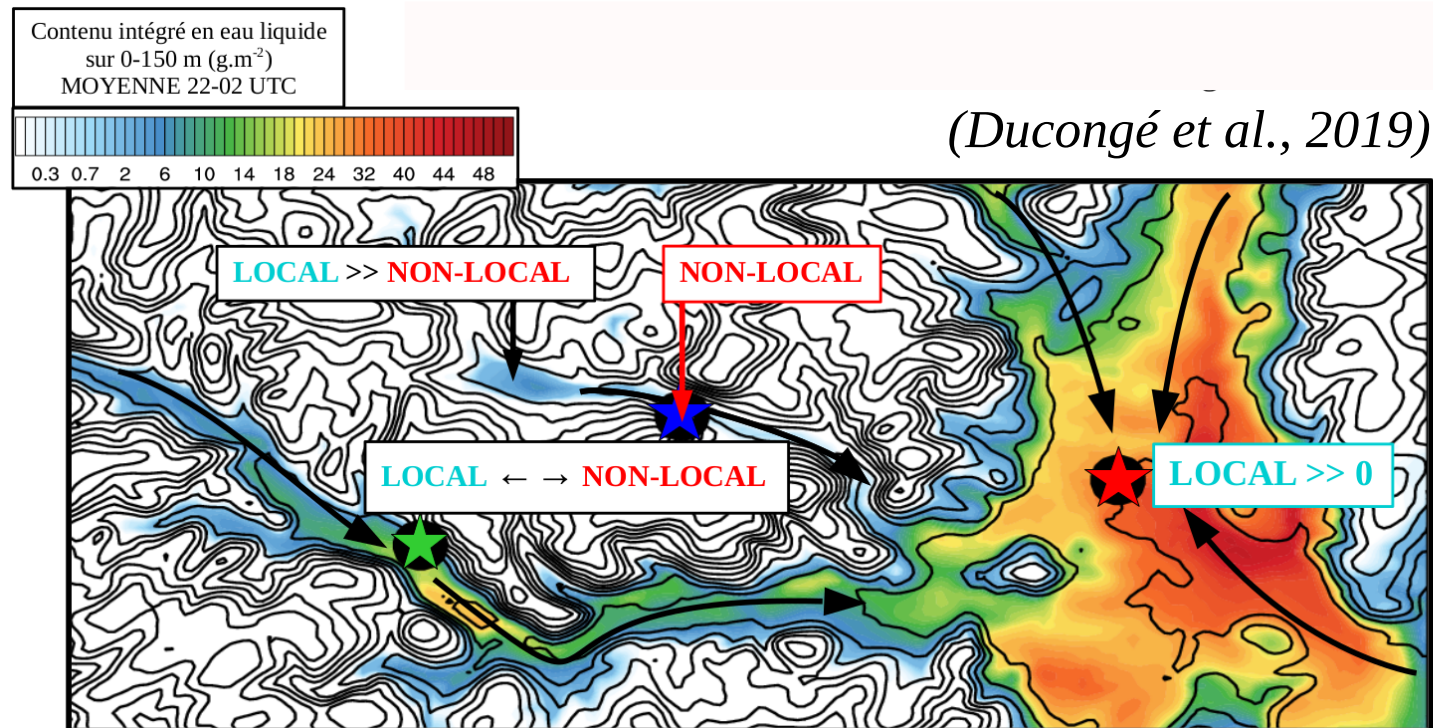 Contenu intégré en eau liquide
sur 0-150 m (g.m-2)
MOYENNE 22-02 UTC
0.3 0.7 2 6 10 14 18 24 32 40 44 48
(Ducongé et al., 2019)
LOCAL >> NON-LOCAL
NON-LOCAL
LOCAL ← → NON-LOCAL
LOCAL >> 0